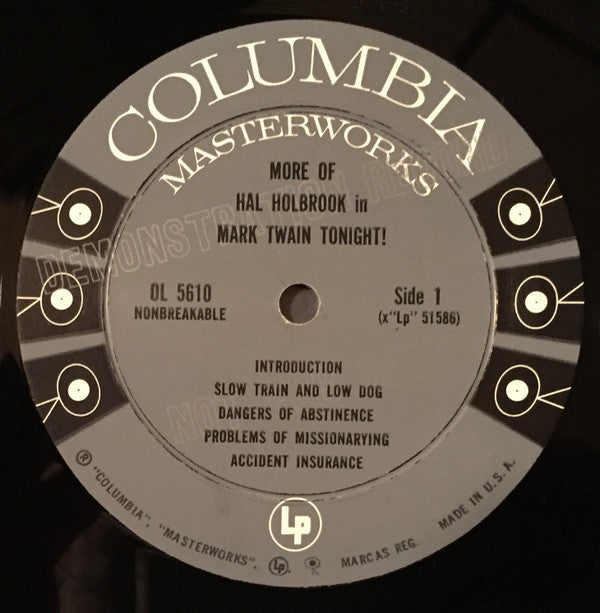 COLUMBIA
MASTERWORKS
DEMONSTRATION RECORD
MORE OF
HAL HOLBROOK in
MARK TWAIN TONIGHT!
OL 5610
NONBREAKABLE
Side 1
(x"Lp" 51586)
INTRODUCTION
SLOW TRAIN AND LOW DOG
DANGERS OF ABSTINENCE
PROBLEMS OF MISSIONARYING
ACCIDENT INSURANCE
Lp
® "COLUMBIA", "MASTERWORKS", Lp. MARCAS REG. MADE IN U.S.A.